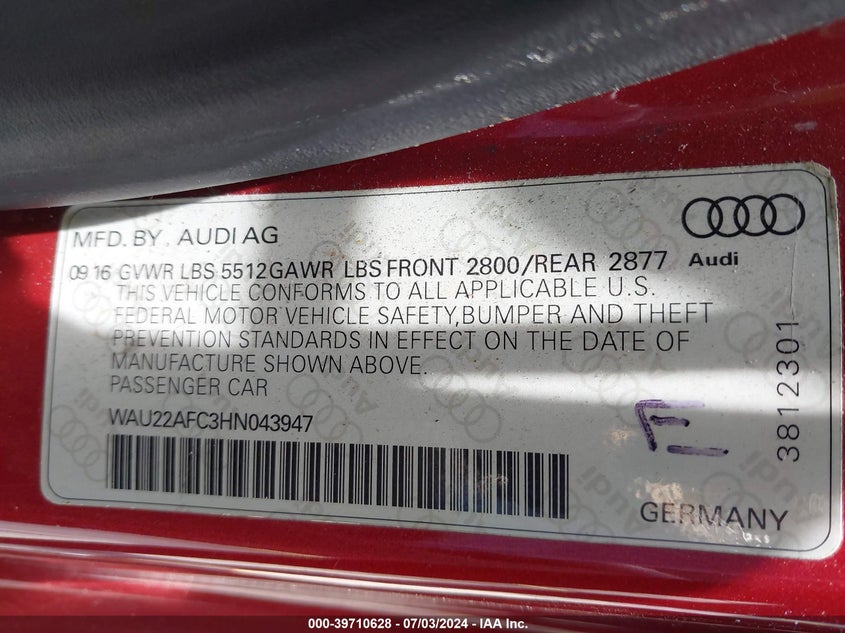 MFD. BY . AUDI AG
09 16 GVWR LBS 5512 GAWR LBS FRONT 2800/REAR 2877
Audi
THIS VEHICLE CONFORMS TO ALL APPLICABLE U.S.
FEDERAL MOTOR VEHICLE SAFETY,BUMPER AND THEFT
PREVENTION STANDARDS IN EFFECT ON THE DATE OF
MANUFACTURE SHOWN ABOVE.
PASSENGER CAR
WAU22AFC3HN043947
E
3812301
GERMANY
000-39710628 - 07/03/2024 - IAA Inc.